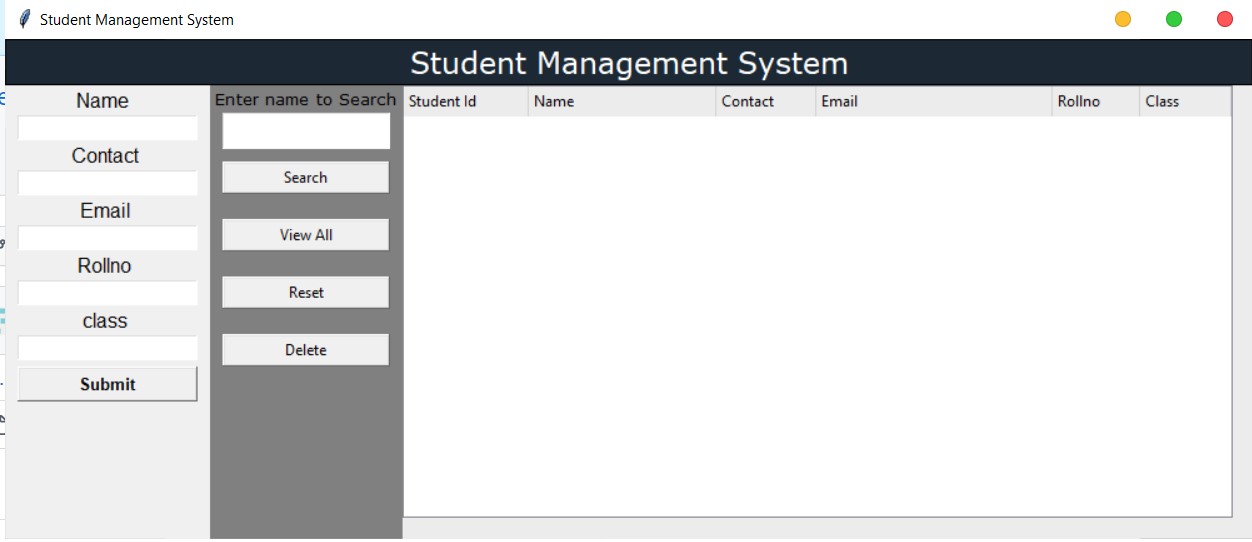 Student Management System
Student Management System
Name
Contact
Email
Rollno
class
Submit
Enter name to Search
Search
View All
Reset
Delete
Student Id Name Contact Email Rollno Class